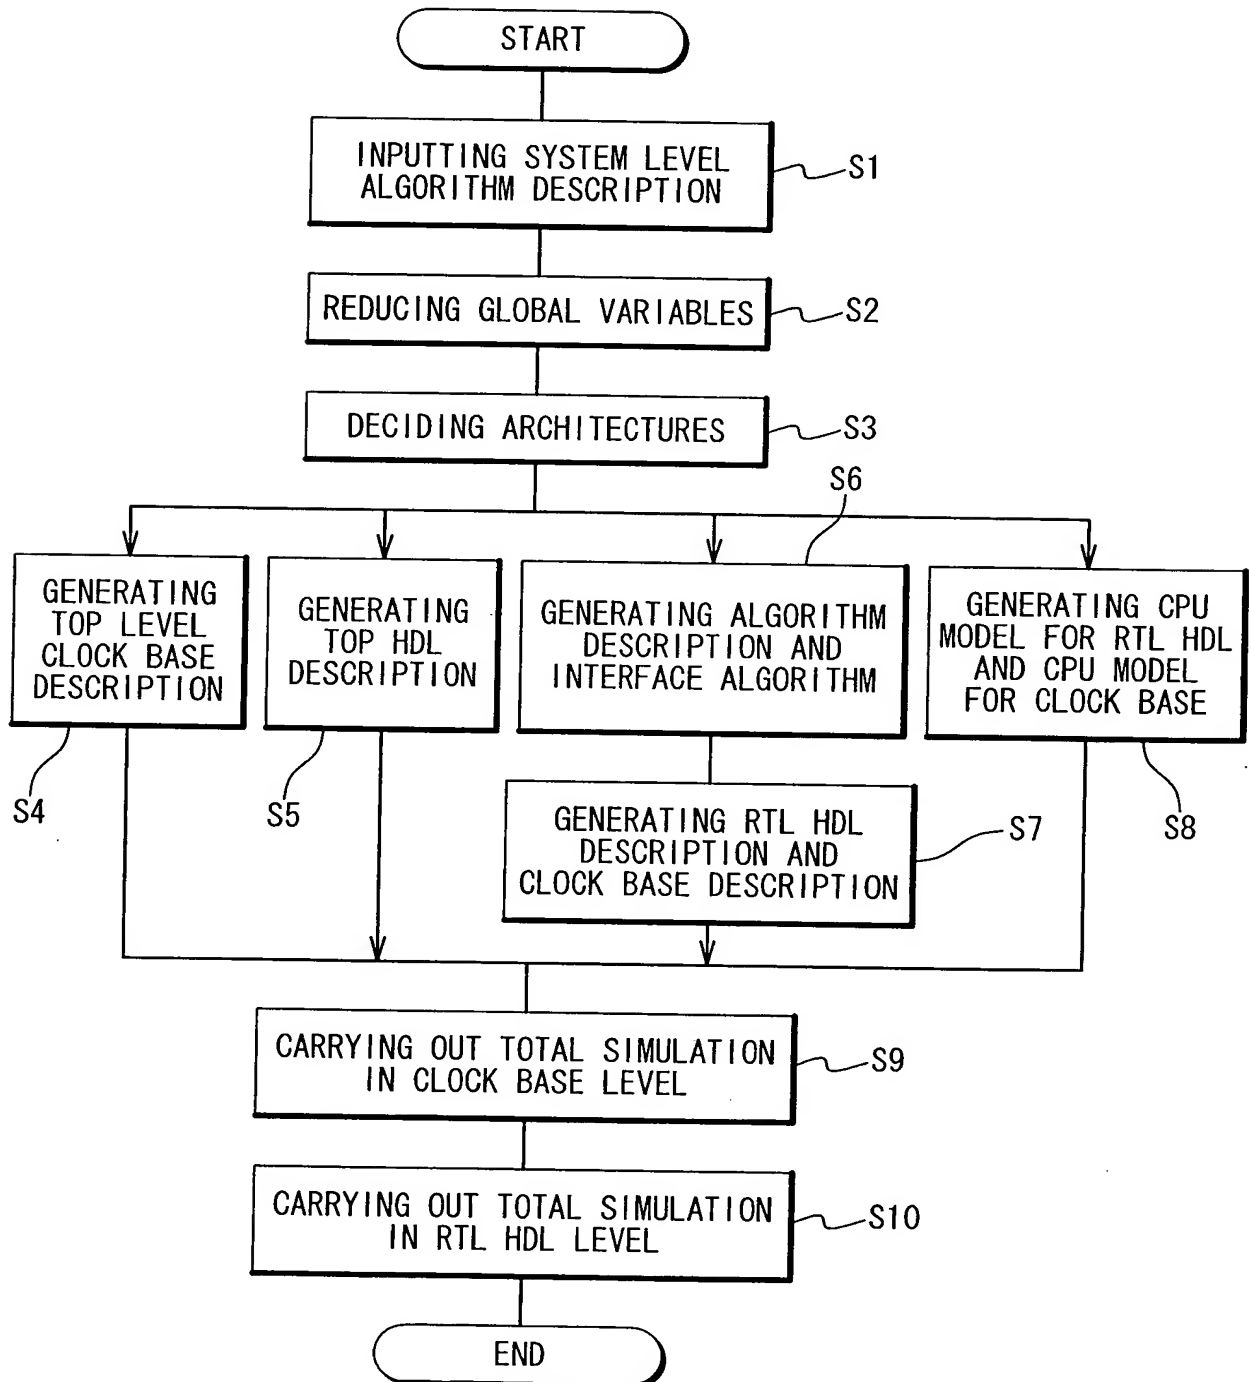 START
INPUTTING SYSTEM LEVEL
ALGORITHM DESCRIPTION
S1
REDUCING GLOBAL VARIABLES
S2
DECIDING ARCHITECTURES
S3
S6
GENERATING
TOP LEVEL
CLOCK BASE
DESCRIPTION
GENERATING
TOP HDL
DESCRIPTION
GENERATING ALGORITHM
DESCRIPTION AND
INTERFACE ALGORITHM
GENERATING CPU
MODEL FOR RTL HDL
AND CPU MODEL
FOR CLOCK BASE
S4
S5
GENERATING RTL HDL
DESCRIPTION AND
CLOCK BASE DESCRIPTION
S7
S8
CARRYING OUT TOTAL SIMULATION
IN CLOCK BASE LEVEL
S9
CARRYING OUT TOTAL SIMULATION
IN RTL HDL LEVEL
S10
END